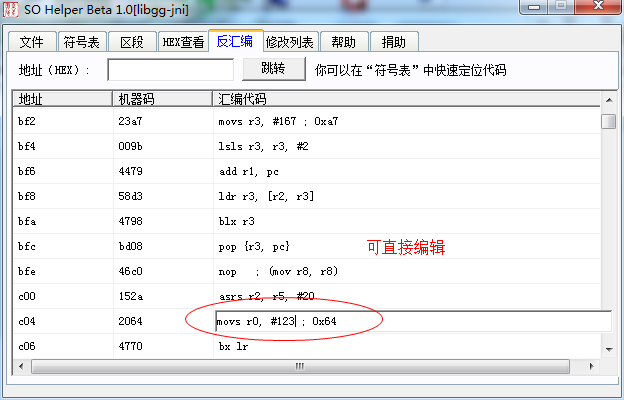 SO Helper Beta 1.0[libgg-jni]
文件 符号表 区段 HEX查看 反汇编 修改列表 帮助 捐助
地址（HEX）： 跳转 你可以在“符号表”中快速定位代码
地址 机器码 汇编代码
bf2 23a7 movs r3, #167 ; 0xa7
bf4 009b lsls r3, r3, #2
bf6 4479 add r1, pc
bf8 58d3 ldr r3, [r2, r3]
bfa 4798 blx r3
bfc bd08 pop {r3, pc} 可直接编辑
bfe 46c0 nop ; (mov r8, r8)
c00 152a asrs r2, r5, #20
c04 2064 movs r0, #123 ; 0x64
c06 4770 bx lr